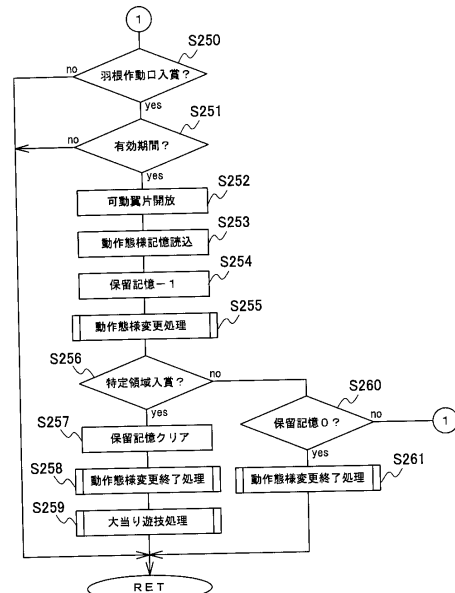 1
S250
羽根作動口入賞?
no
yes
S251
有効期間?
no
yes
S252
可動翼片開放
S253
動作態様記憶読込
S254
保留記憶-1
S255
動作態様変更処理
S256
特定領域入賞?
no
yes
S260
保留記憶0?
no
1
yes
S257
保留記憶クリア
S258
動作態様変更終了処理
S261
動作態様変更終了処理
S259
大当り遊技処理
RET